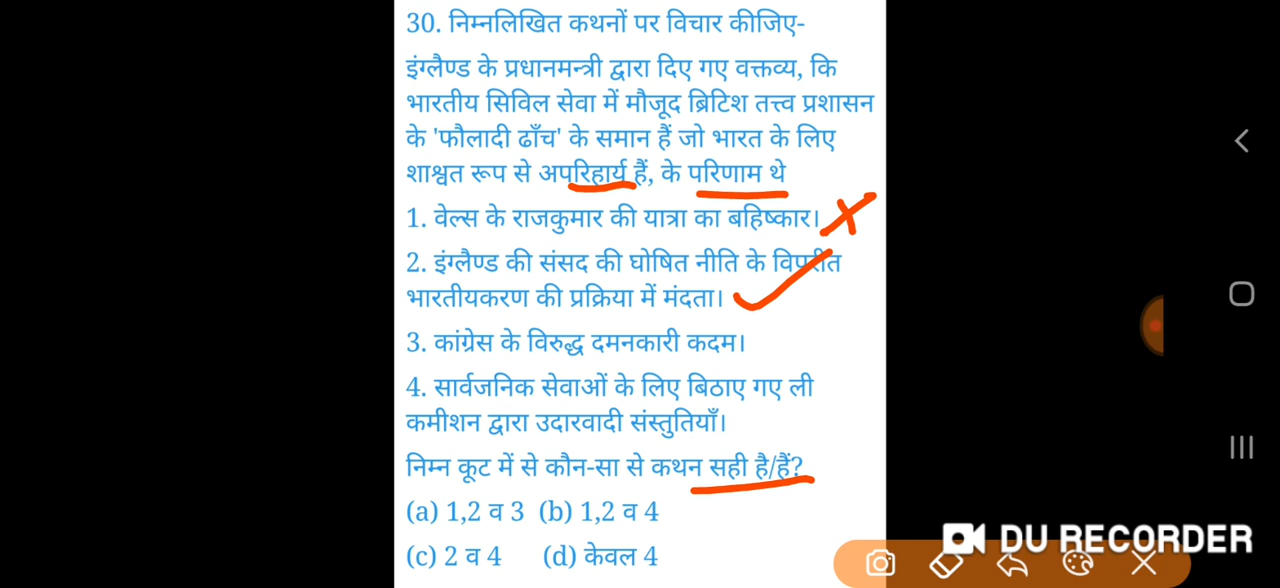 30. निम्नलिखित कथनों पर विचार कीजिए-
इंग्लैण्ड के प्रधानमन्त्री द्वारा दिए गए वक्तव्य, कि
भारतीय सिविल सेवा में मौजूद ब्रिटिश तत्त्व प्रशासन
के 'फौलादी ढाँच' के समान हैं जो भारत के लिए
शाश्वत रूप से अपरिहार्य हैं, के परिणाम थे
1. वेल्स के राजकुमार की यात्रा का बहिष्कार।
2. इंग्लैण्ड की संसद की घोषित नीति के विपरीत
भारतीयकरण की प्रक्रिया में मंदता।
3. कांग्रेस के विरुद्ध दमनकारी कदम।
4. सार्वजनिक सेवाओं के लिए बिठाए गए ली
कमीशन द्वारा उदारवादी संस्तुतियाँ।
निम्न कूट में से कौन-सा से कथन सही है/हैं?
(a) 1,2 व 3 (b) 1,2 व 4
(c) 2 व 4 (d) केवल 4
DU RECORDER